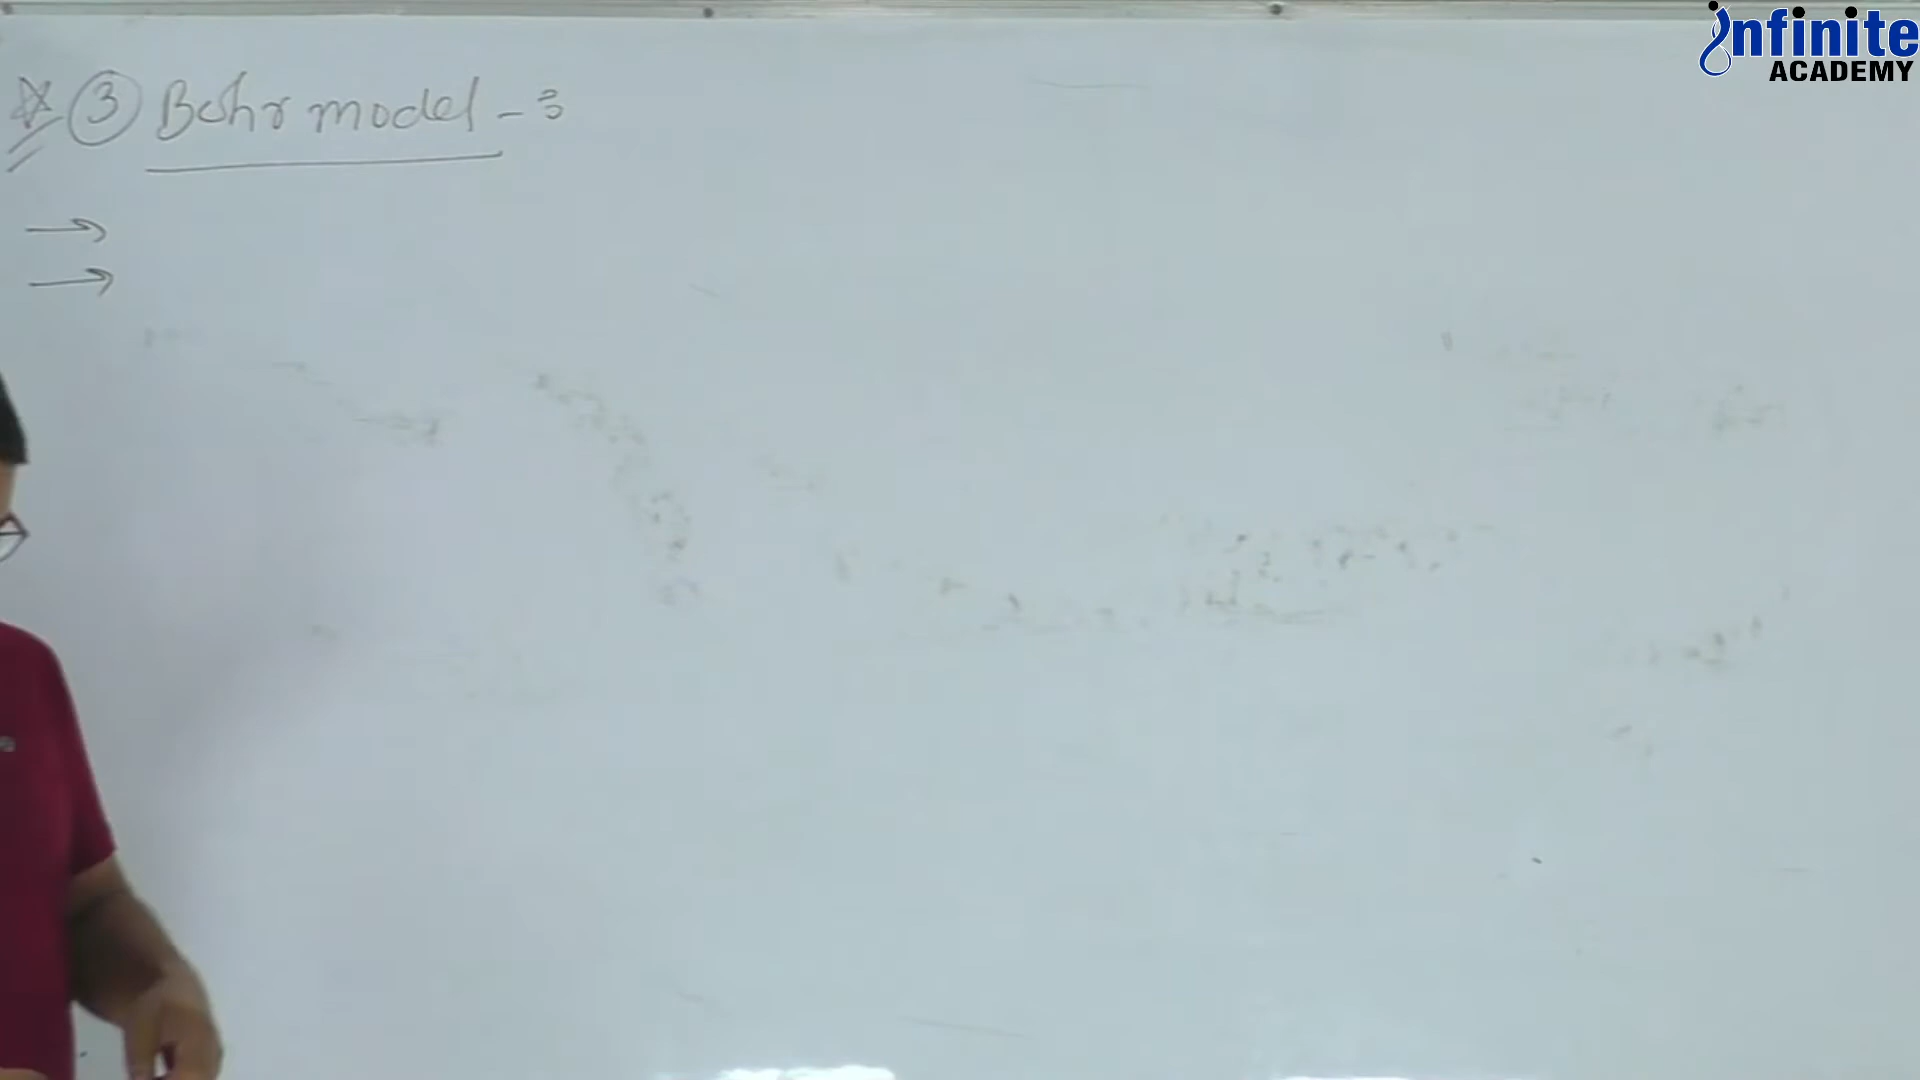 infinite
ACADEMY
☆ ③ Bohr model -:
→
→